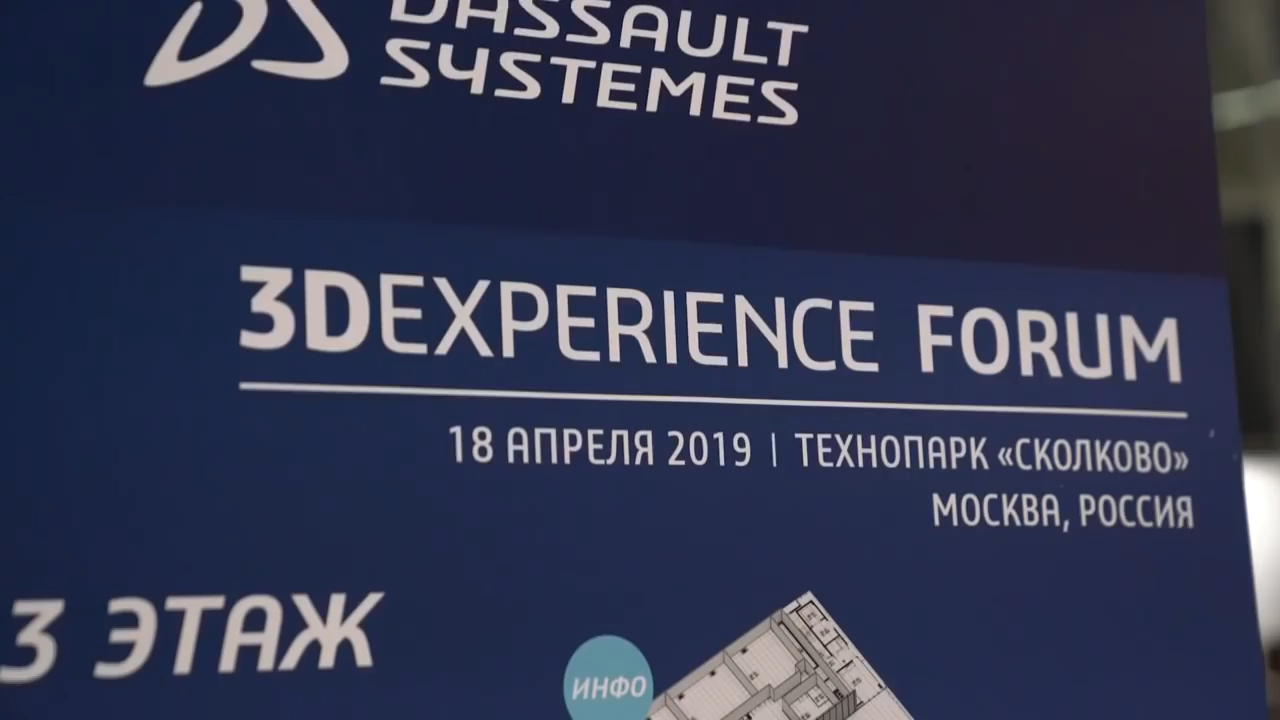 DASSAULT
SYSTEMES
3DEXPERIENCE FORUM
18 АПРЕЛЯ 2019 | ТЕХНОПАРК «СКОЛКОВО»
МОСКВА, РОССИЯ
3 ЭТАЖ
ИНФО